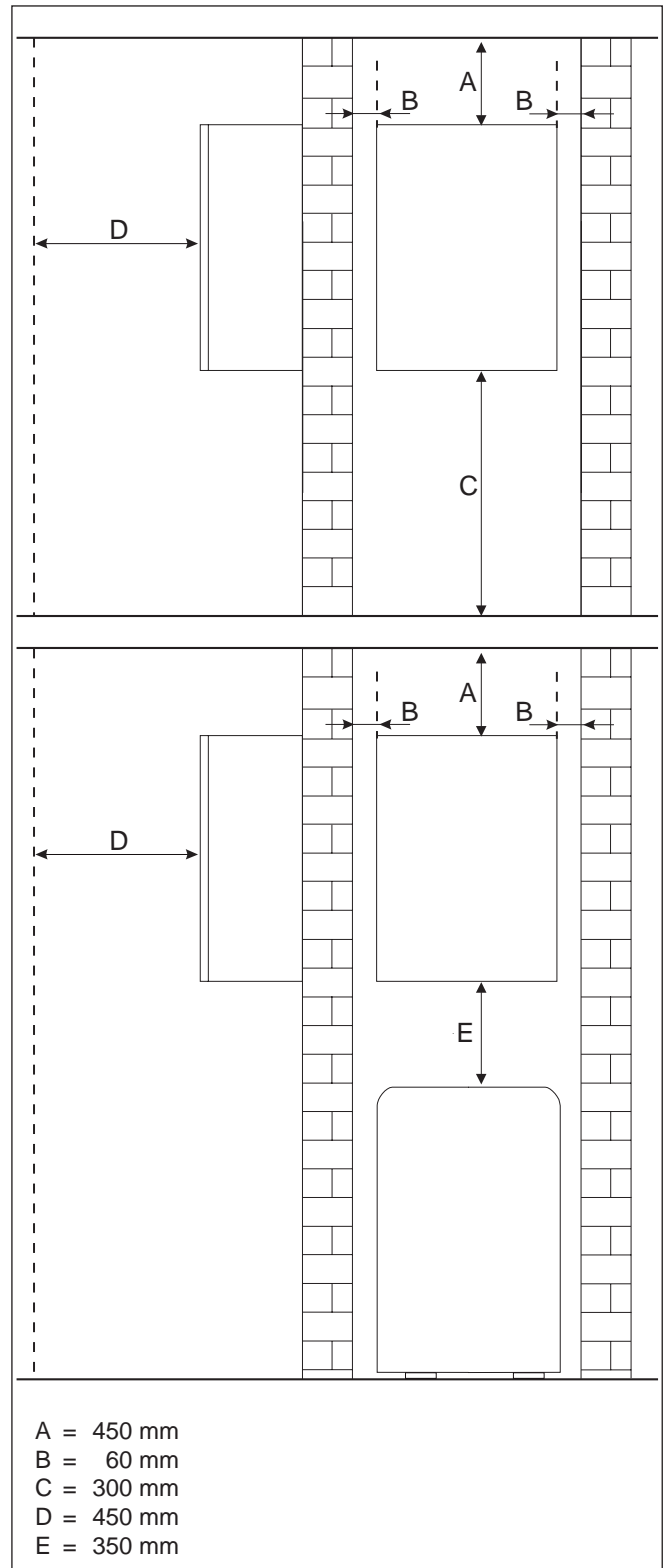 A
B B
D
C
A
B B
D
E
A = 450 mm
B = 60 mm
C = 300 mm
D = 450 mm
E = 350 mm